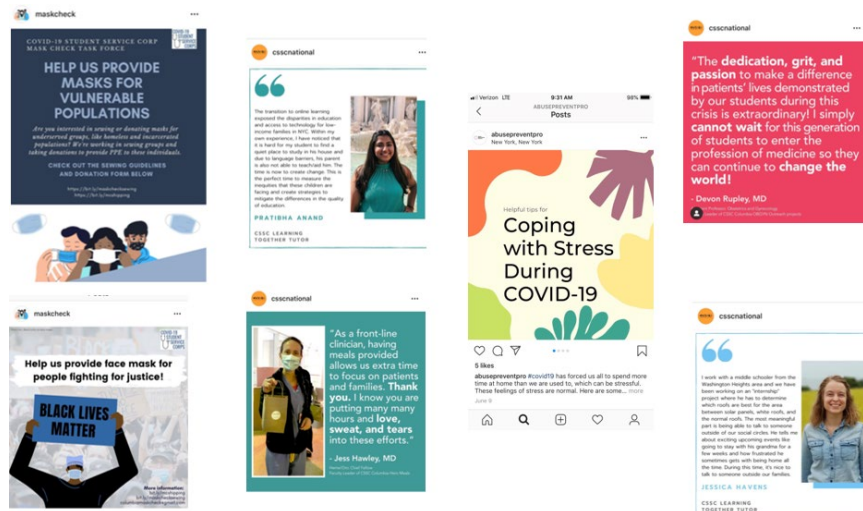 maskcheck
COVID-19 STUDENT SERVICE CORP
MASK CHECK TASK FORCE
HELP US PROVIDE
MASKS FOR
VULNERABLE
POPULATIONS
Are you interested in sewing or donating masks for
underserved groups, like homeless and incarcerated
populations? We're working in sewing groups and
taking donations to provide PPE to these individuals.
CHECK OUT THE SEWING GUIDELINES
AND DONATION FORM BELOW
maskcheck
COVID-19
STUDENT
SERVICE
CORPS
Help us provide face mask for
people fighting for justice!
BLACK LIVES
MATTER
More information:
csscnational
The transition to online learning
exposed the disparities in education
and access to technology for low-
income families in NYC. Within my
own experience, I have noticed that
it is hard for my student to find a
quiet place to study in his house and
due to language barriers, his parent
is also not able to teach/aid him. This
is the perfect time to measure the
inequities that these children are
facing and create strategies to
mitigate the differences in the quality
of education.
PRATIBHA ANAND
CSSC LEARNING
TOGETHER TUTOR
csscnational
"As a front-line
clinician, having
meals provided
allows us extra time
to focus on patients
and families. Thank
you. I know you are
putting many many
hours and love,
sweat, and tears
into these efforts."
- Jess Hawley, MD
Verizon LTE 9:31 AM 98%
ABUSEPREVENTPRO
Posts
abusepreventpro
New York, New York
Helpful tips for
Coping
with Stress
During
COVID-19
5 likes
abusepreventpro #covid19 has forced us all to spend more
time at home than we are used to, which can be stressful.
These feelings of stress are normal. Here are some... more
June 9
csscnational
"The dedication, grit, and
passion to make a difference
in patients' lives demonstrated
by our students during this
crisis is extraordinary! I simply
cannot wait for this generation
of students to enter the
profession of medicine so they
can continue to change the
world!
- Devon Rupley, MD
csscnational
I work with a middle schooler from the
Washington Heights area and we have
been working on an "internship"
project where he has to determine
which roofs are best for the area
between solar panels, white roofs, and
the normal roofs. The most meaningful
part is being able to talk to someone
outside of our social circles. He tells me
about exciting upcoming events like
going to stay with his grandma for a
few weeks and how frustrated he
sometimes gets with being home all
the time. During this time, it's nice to
talk to someone outside our families.
JESSICA HAVENS
CSSC LEARNING
TOGETHER TUTOR